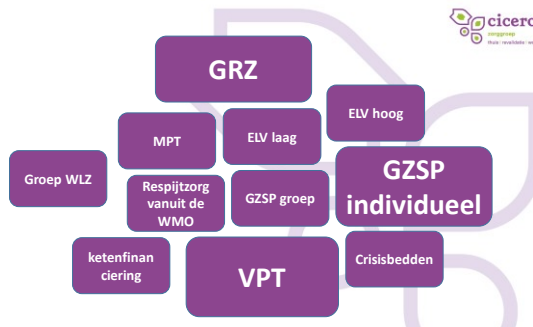 cicero
zorggroep
GRZ
ELV hoog
MPT
ELV laag
Groep WLZ
Respijtzorg
vanuit de
WMO
GZSP groep
GZSP
individueel
ketenfinan
ciering
VPT
Crisisbedden